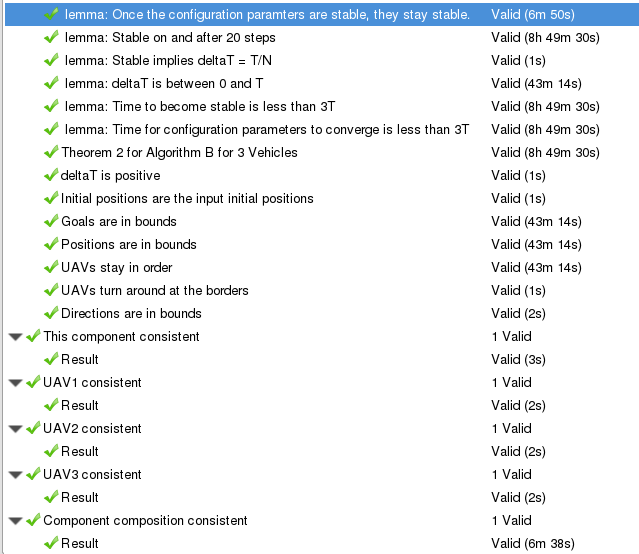 lemma: Once the configuration paramters are stable, they stay stable. Valid (6m 50s)
lemma: Stable on and after 20 steps Valid (8h 49m 30s)
lemma: Stable implies deltaT = T/N Valid (1s)
lemma: deltaT is between 0 and T Valid (43m 14s)
lemma: Time to become stable is less than 3T Valid (8h 49m 30s)
lemma: Time for configuration parameters to converge is less than 3T Valid (8h 49m 30s)
Theorem 2 for Algorithm B for 3 Vehicles Valid (8h 49m 30s)
deltaT is positive Valid (1s)
Initial positions are the input initial positions Valid (1s)
Goals are in bounds Valid (43m 14s)
Positions are in bounds Valid (43m 14s)
UAVs stay in order Valid (43m 14s)
UAVs turn around at the borders Valid (1s)
Directions are in bounds Valid (2s)
This component consistent 1 Valid
Result Valid (3s)
UAV1 consistent 1 Valid
Result Valid (2s)
UAV2 consistent 1 Valid
Result Valid (2s)
UAV3 consistent 1 Valid
Result Valid (2s)
Component composition consistent 1 Valid
Result Valid (6m 38s)